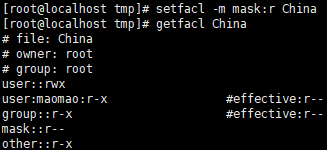 [root@localhost tmp]# setfacl -m mask:r China
[root@localhost tmp]# getfacl China
# file: China
# owner: root
# group: root
user::rwx
user:maomao:r-x #effective:r--
group::r-x #effective:r--
mask::r--
other::r-x